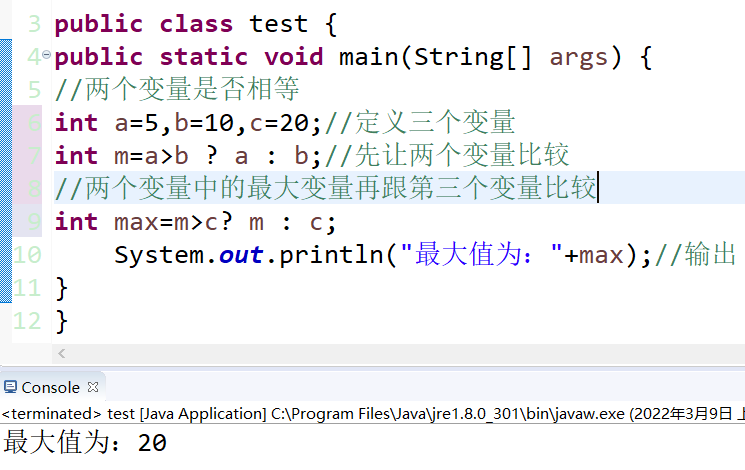 3 public class test {
4 public static void main(String[] args) {
5 //两个变量是否相等
6 int a=5,b=10,c=20;//定义三个变量
7 int m=a>b ? a : b;//先让两个变量比较
8 //两个变量中的最大变量再跟第三个变量比较
9 int max=m>c? m : c;
10 System.out.println("最大值为："+max);//输出
11 }
12 }
Console
<terminated> test [Java Application] C:\Program Files\Java\jre1.8.0_301\bin\javaw.exe (2022年3月9日 上
最大值为：20